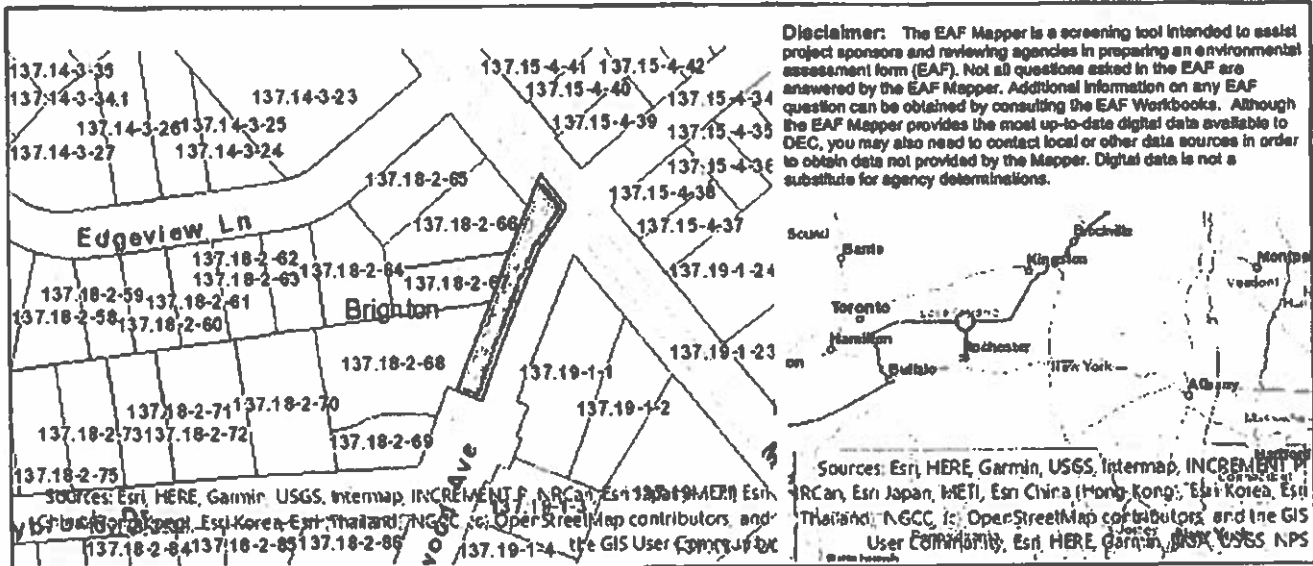 Disclaimer: The EAF Mapper is a screening tool intended to assist
project sponsors and reviewing agencies in preparing an environmental
assessment form (EAF). Not all questions asked in the EAF are
answered by the EAF Mapper. Additional information on any EAF
question can be obtained by consulting the EAF Workbooks. Although
the EAF Mapper provides the most up-to-date digital data available to
DEC, you may also need to contact local or other data sources in order
to obtain data not provided by the Mapper. Digital data is not a
substitute for agency determinations.
137.14-3-35
137.14-3-34.1
137.14-3-23
137.14-3-26
137.14-3-25
137.14-3-27
137.14-3-24
137.15-4-41
137.15-4-42
137.15-4-40
137.15-4-34
137.15-4-39
137.15-4-35
137.15-4-36
137.15-4-38
137.15-4-37
137.18-2-65
137.18-2-66
Edgeview Ln
137.18-2-62
137.18-2-63
137.18-2-64
137.18-2-67
137.18-2-59
137.18-2-61
137.18-2-58
137.18-2-60
Brighton
137.19-1-24
137.19-1-23
137.18-2-68
137.19-1-1
137.19-1-2
137.18-2-71
137.18-2-70
137.18-2-73
137.18-2-72
137.18-2-69
137.18-2-75
Ave
Sources: Esri, HERE, Garmin, USGS, Intermap, INCREMENT P, NRCan, Esri Japan, METI, Esri
Esri Korea, Esri Thailand, NGCC, (c) OpenStreetMap contributors, and
the GIS User Community
137.18-2-84
137.18-2-85
137.18-2-86
137.19-1-4
Sound
Barrie
Brockville
Kingston
Montpe
Vermont
Toronto
Hamilton
Rochester
Buffalo
New York
Albany
Sources: Esri, HERE, Garmin, USGS, Intermap, INCREMENT P,
NRCan, Esri Japan, METI, Esri China (Hong Kong), Esri Korea, Esri
Thailand, NGCC, (c) OpenStreetMap contributors, and the GIS
User Community, Esri, HERE, Garmin, USGS, NPS